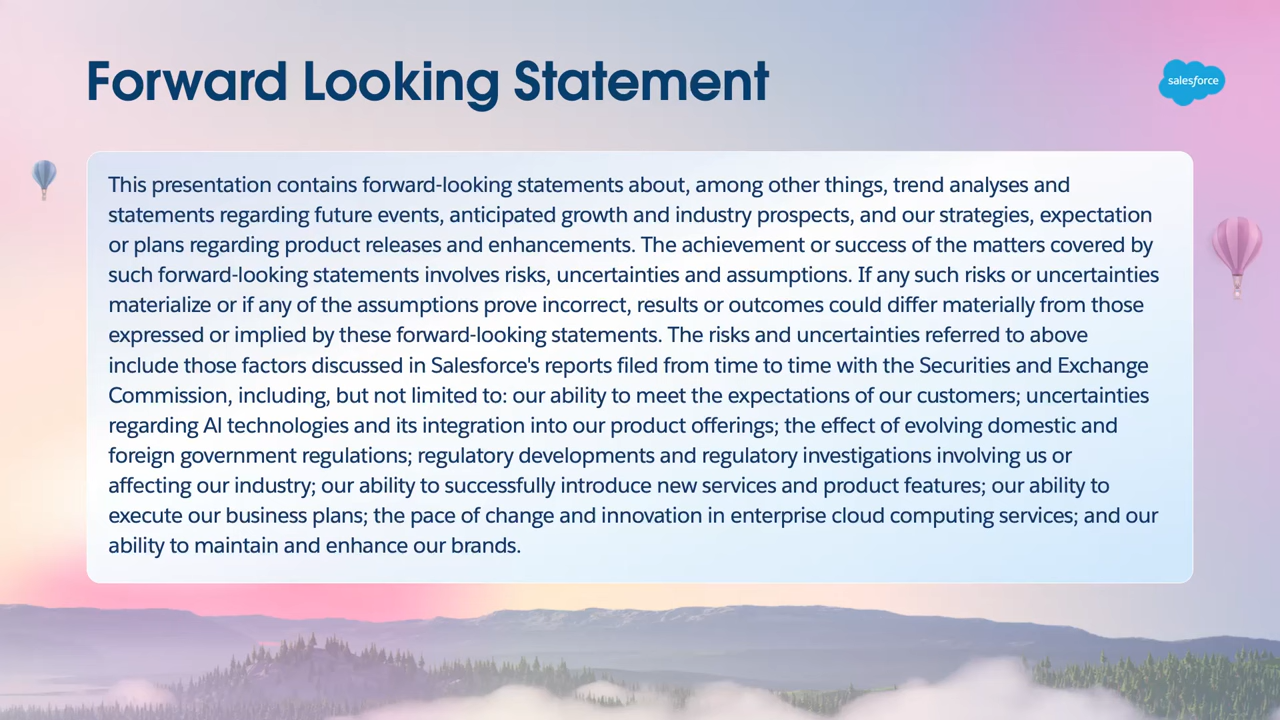 Forward Looking Statement
salesforce
This presentation contains forward-looking statements about, among other things, trend analyses and
statements regarding future events, anticipated growth and industry prospects, and our strategies, expectation
or plans regarding product releases and enhancements. The achievement or success of the matters covered by
such forward-looking statements involves risks, uncertainties and assumptions. If any such risks or uncertainties
materialize or if any of the assumptions prove incorrect, results or outcomes could differ materially from those
expressed or implied by these forward-looking statements. The risks and uncertainties referred to above
include those factors discussed in Salesforce's reports filed from time to time with the Securities and Exchange
Commission, including, but not limited to: our ability to meet the expectations of our customers; uncertainties
regarding AI technologies and its integration into our product offerings; the effect of evolving domestic and
foreign government regulations; regulatory developments and regulatory investigations involving us or
affecting our industry; our ability to successfully introduce new services and product features; our ability to
execute our business plans; the pace of change and innovation in enterprise cloud computing services; and our
ability to maintain and enhance our brands.